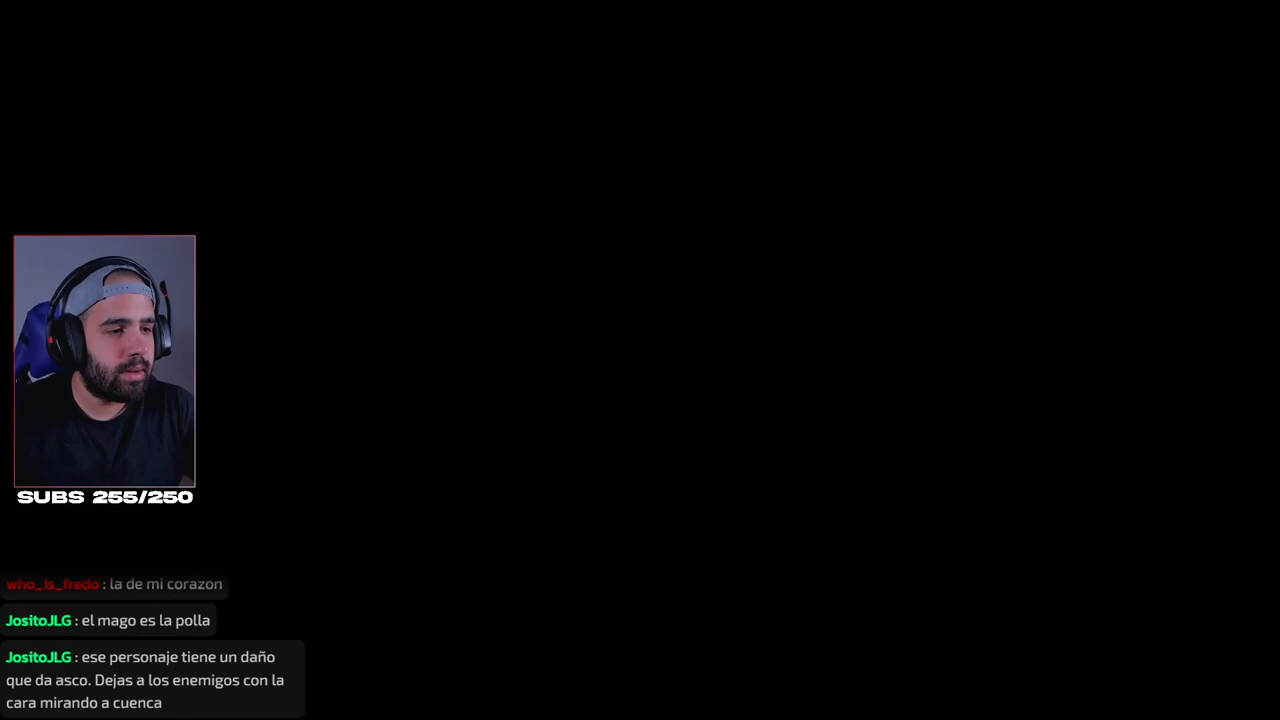 SUBS 255/250
who_is_fredo : la de mi corazon
JositoJLG : el mago es la polla
JositoJLG : ese personaje tiene un daño
que da asco. Dejas a los enemigos con la
cara mirando a cuenca